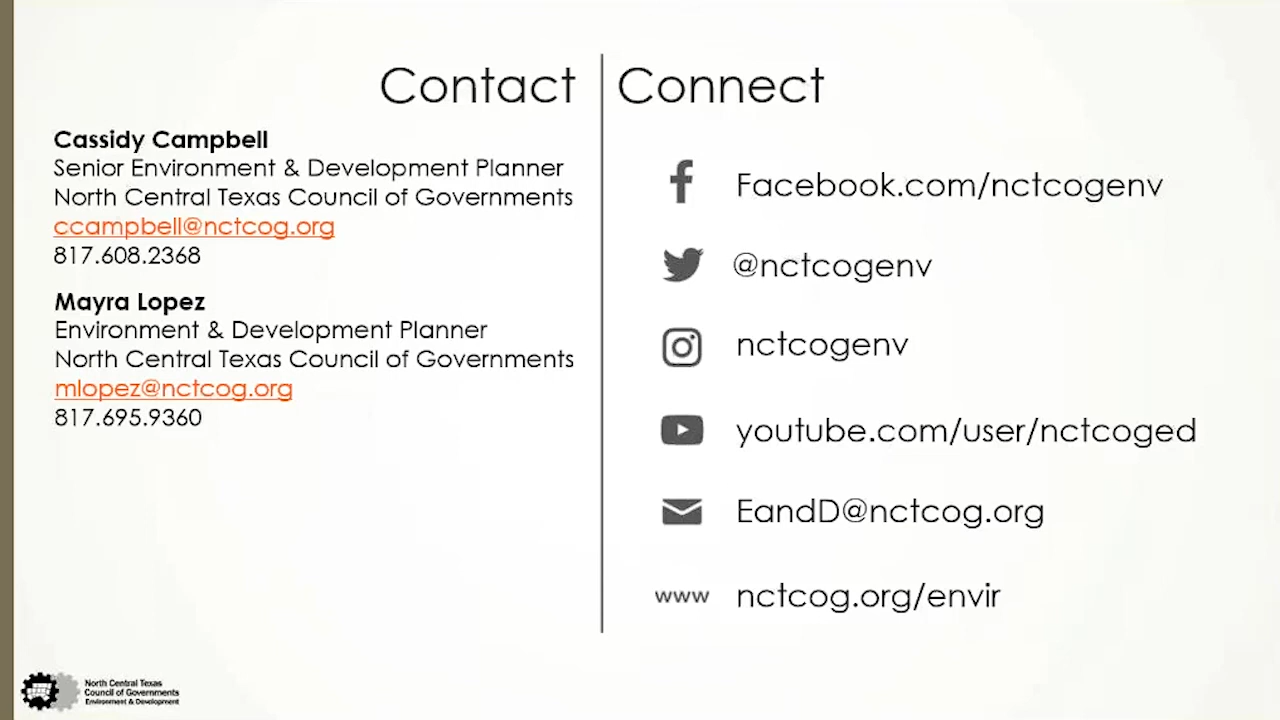 Contact
Cassidy Campbell
Senior Environment & Development Planner
North Central Texas Council of Governments
ccampbell@nctcog.org
817.608.2368
Mayra Lopez
Environment & Development Planner
North Central Texas Council of Governments
mlopez@nctcog.org
817.695.9360
Connect
Facebook.com/nctcogenv
@nctcogenv
nctcogenv
youtube.com/user/nctcoged
EandD@nctcog.org
www nctcog.org/envir
North Central Texas
Council of Governments
Environment & Development